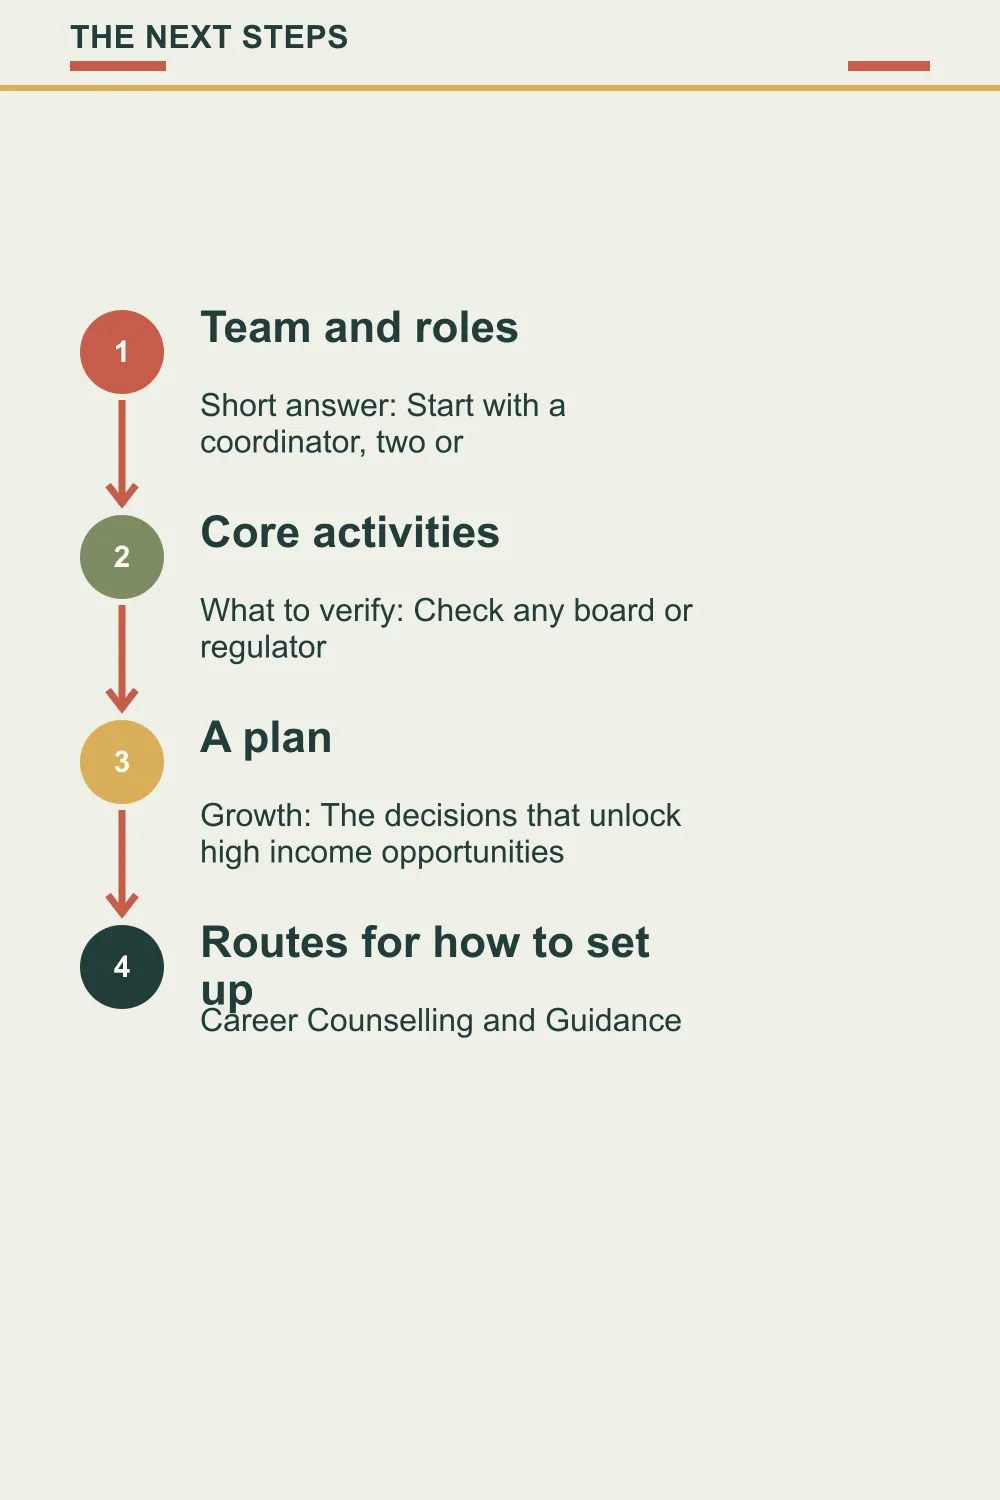 THE NEXT STEPS
1
Team and roles
Short answer: Start with a
coordinator, two or
2
Core activities
What to verify: Check any board or
regulator
3
A plan
Growth: The decisions that unlock
high income opportunities
4
Routes for how to set
up
Career Counselling and Guidance